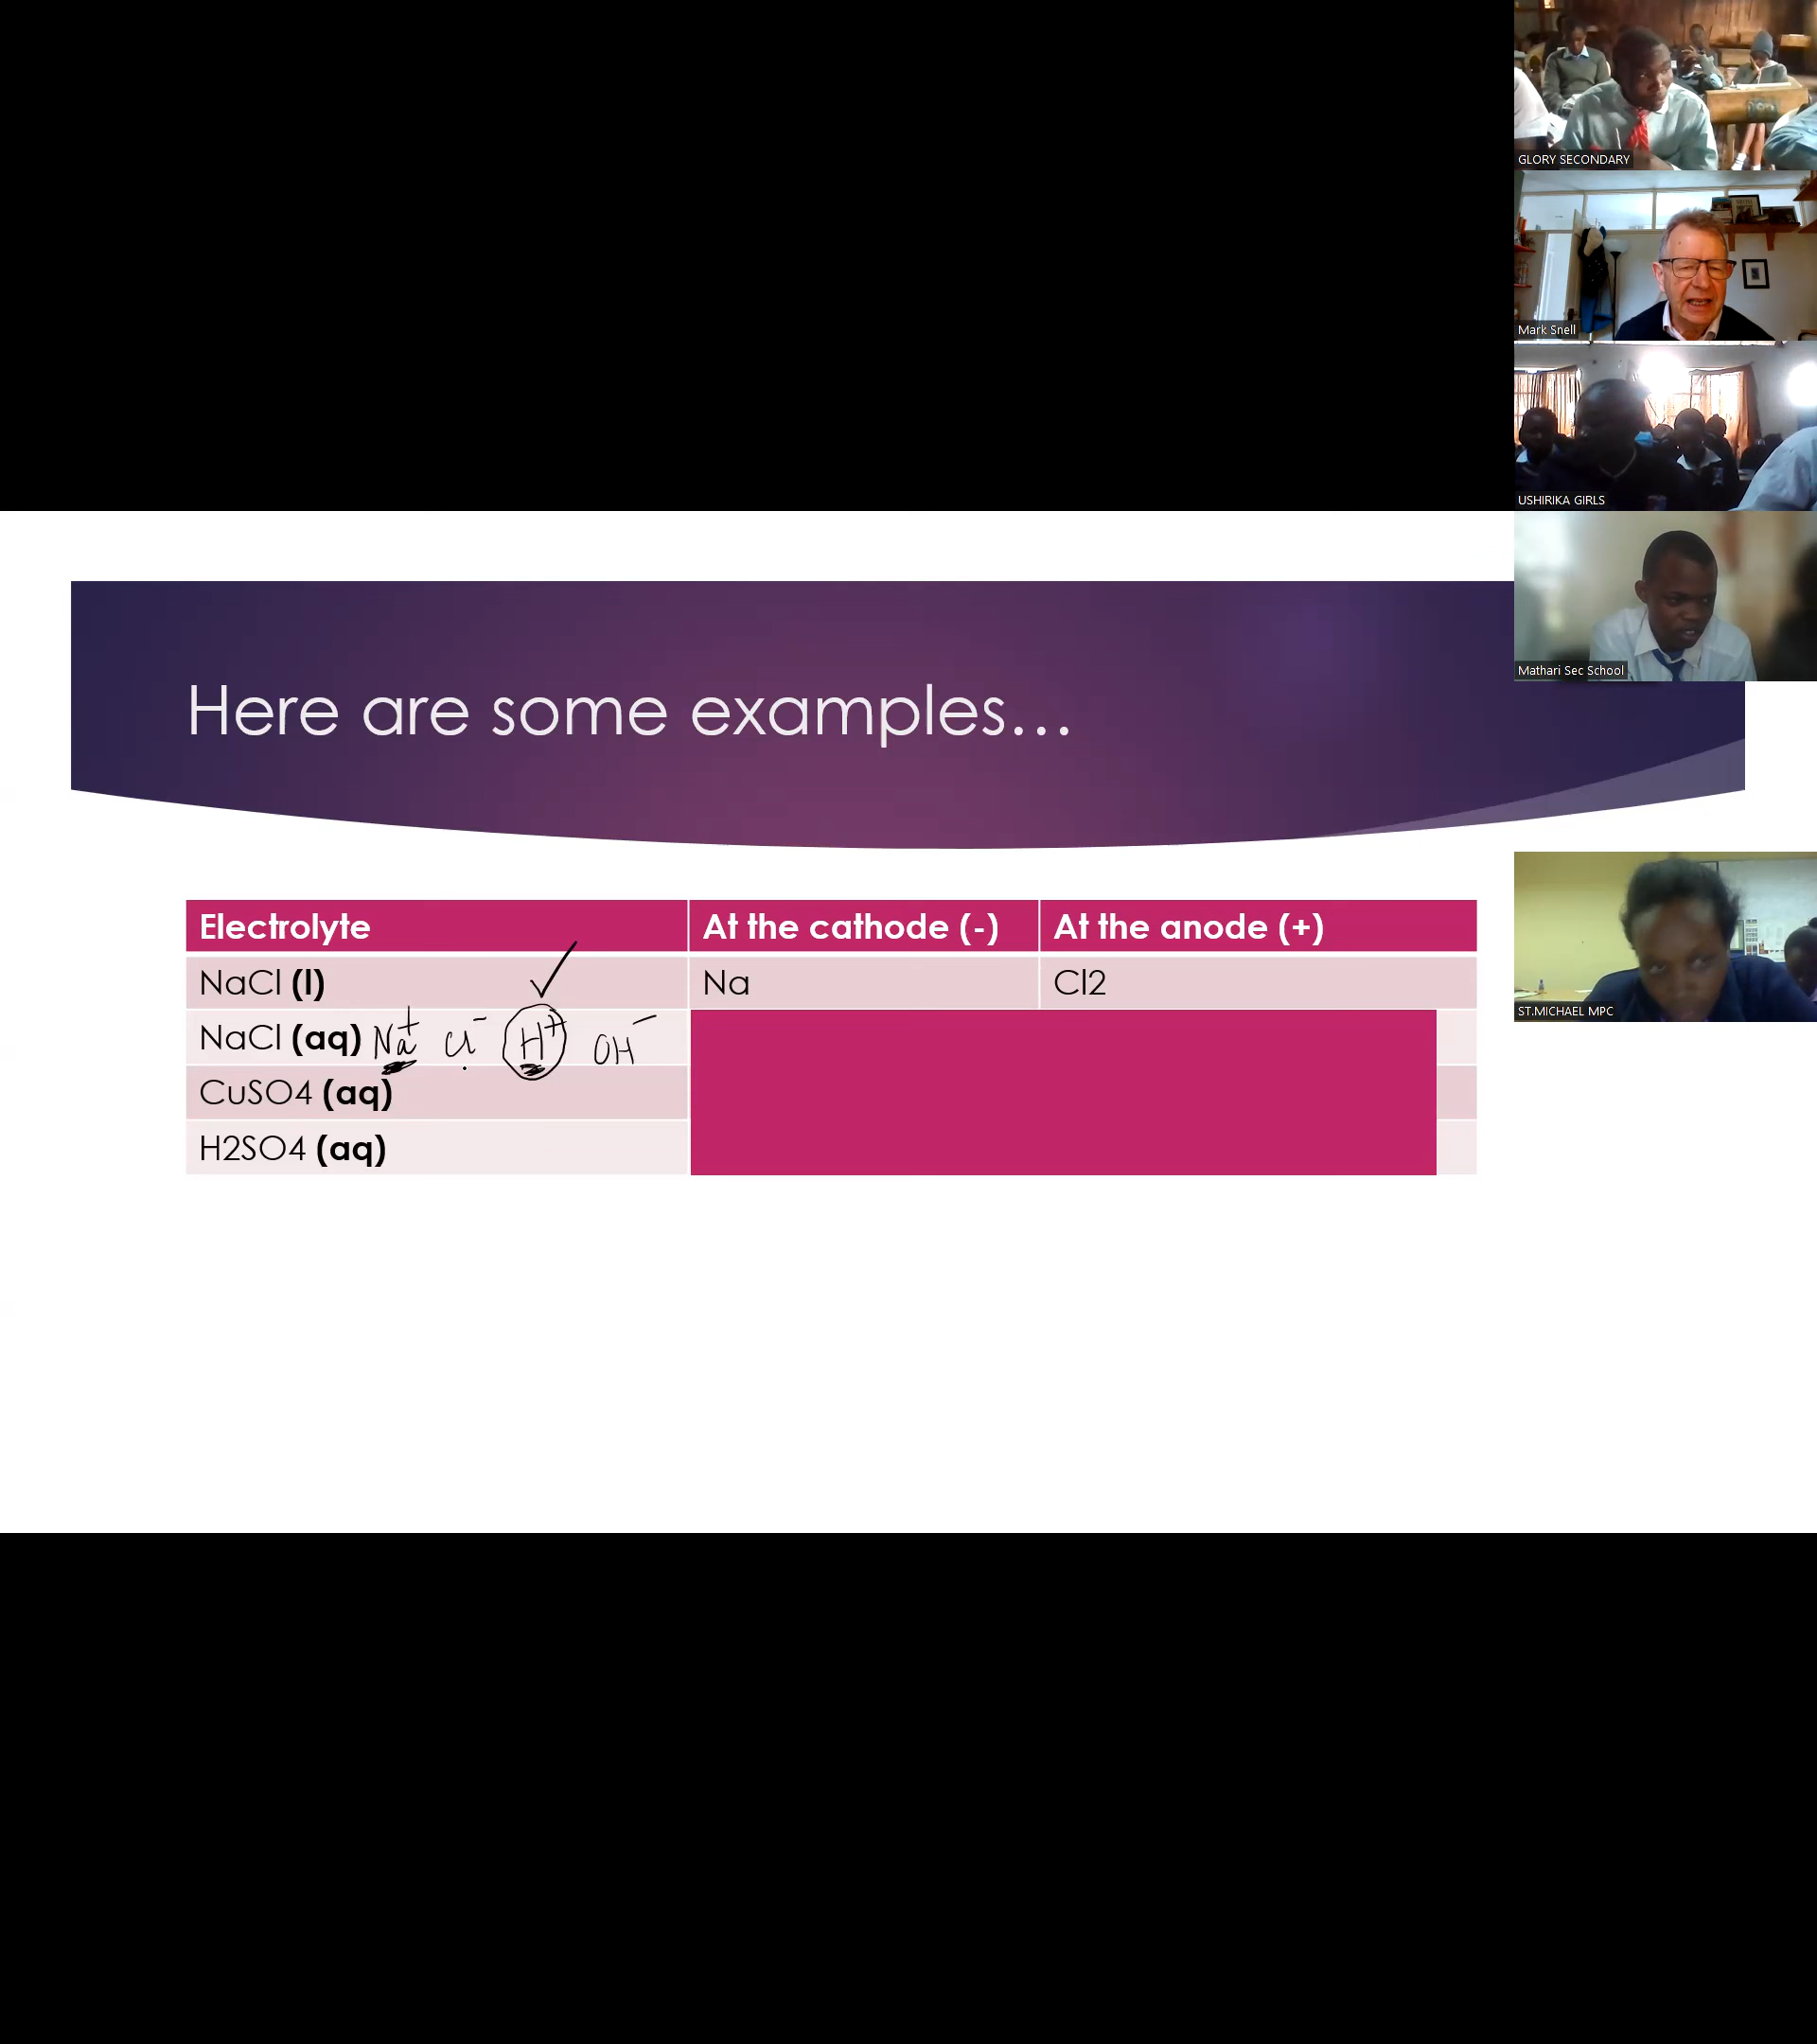 GLORY SECONDARY
Mark Snell
USHIRIKA GIRLS
Mathari Sec School
Here are some examples...
Electrolyte At the cathode (-) At the anode (+)
NaCl (l) ✓ Na Cl2
NaCl (aq) Na+ Cl- H+ OH-
CuSO4 (aq)
H2SO4 (aq)
ST.MICHAEL MPC